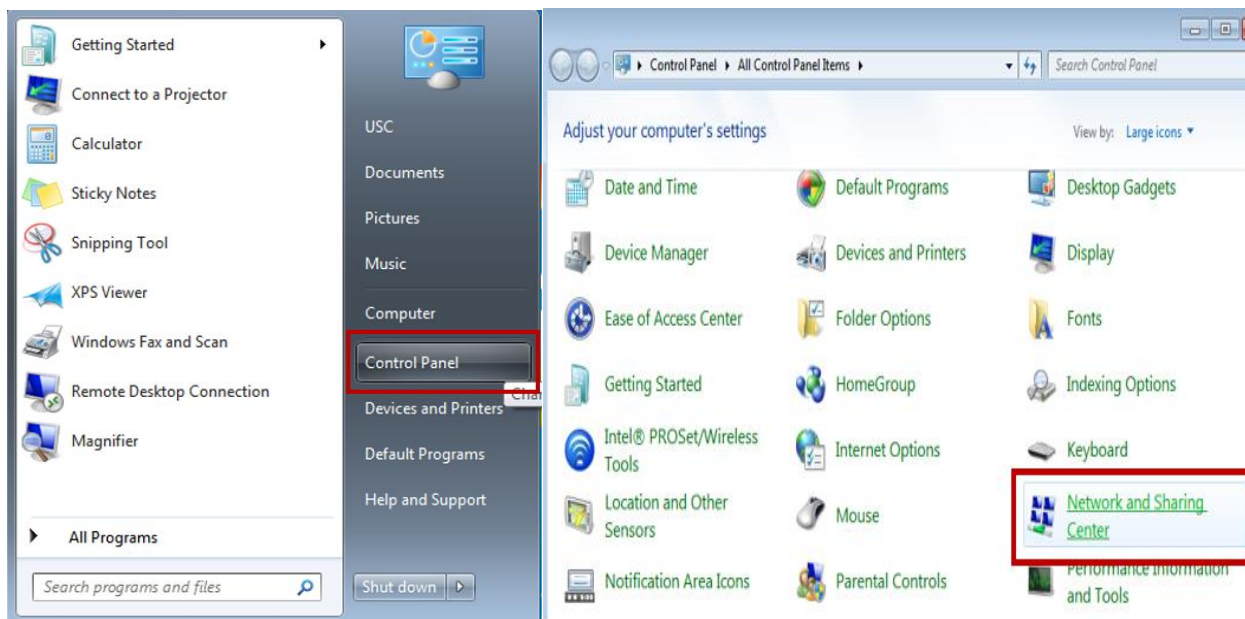 Getting Started
Connect to a Projector
Calculator
Sticky Notes
Snipping Tool
XPS Viewer
Windows Fax and Scan
Remote Desktop Connection
Magnifier
All Programs
Search programs and files
USC
Documents
Pictures
Music
Computer
Control Panel
Devices and Printers
Default Programs
Help and Support
Shut down
Control Panel All Control Panel Items
Search Control Panel
Adjust your computer's settings
View by: Large icons
Date and Time
Default Programs
Desktop Gadgets
Device Manager
Devices and Printers
Display
Ease of Access Center
Folder Options
Fonts
Getting Started
HomeGroup
Indexing Options
Intel® PROSet/Wireless
Tools
Internet Options
Keyboard
Location and Other
Sensors
Mouse
Network and Sharing
Center
Notification Area Icons
Parental Controls
Performance Information
and Tools